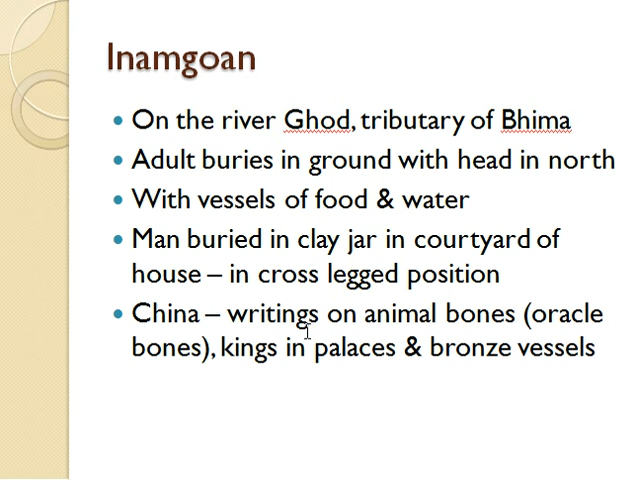 Inamgoan
• On the river Ghod, tributary of Bhima
• Adult buries in ground with head in north
• With vessels of food & water
• Man buried in clay jar in courtyard of
house – in cross legged position
• China – writings on animal bones (oracle
bones), kings in palaces & bronze vessels